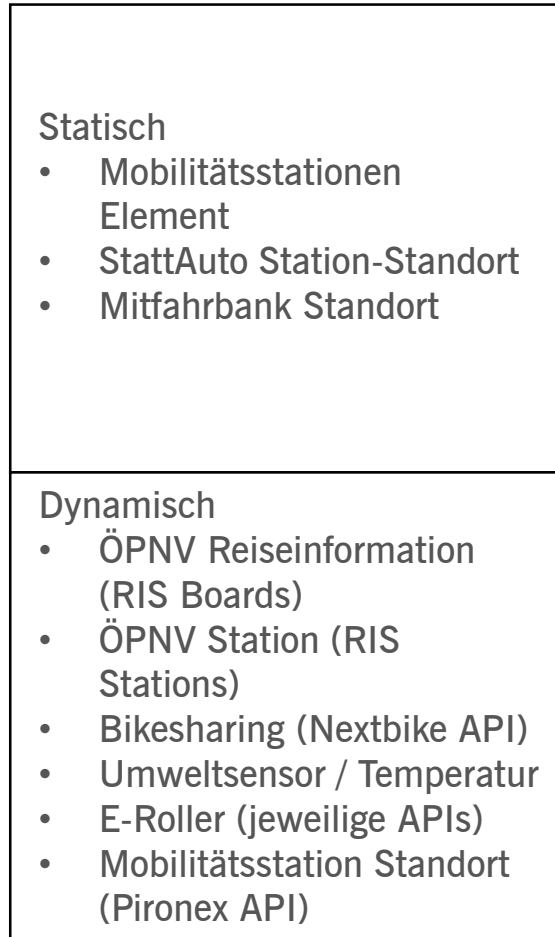 Statisch
• Mobilitätsstationen
Element
• StattAuto Station-Standort
• Mitfahrbank Standort
Dynamisch
• ÖPNV Reiseinformation
(RIS Boards)
• ÖPNV Station (RIS
Stations)
• Bikesharing (Nextbike API)
• Umweltsensor / Temperatur
• E-Roller (jeweilige APIs)
• Mobilitätsstation Standort
(Pironex API)